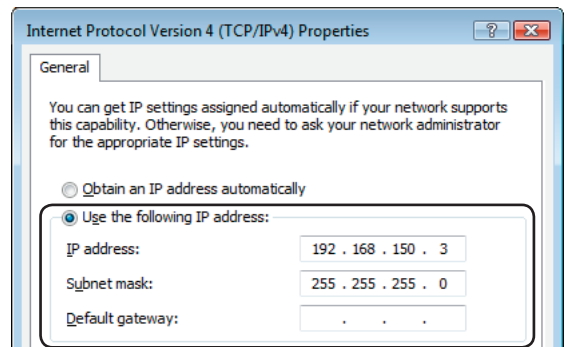 Internet Protocol Version 4 (TCP/IPv4) Properties
General
You can get IP settings assigned automatically if your network supports
this capability. Otherwise, you need to ask your network administrator
for the appropriate IP settings.
Obtain an IP address automatically
Use the following IP address:
IP address: 192 . 168 . 150 . 3
Subnet mask: 255 . 255 . 255 . 0
Default gateway: . . .